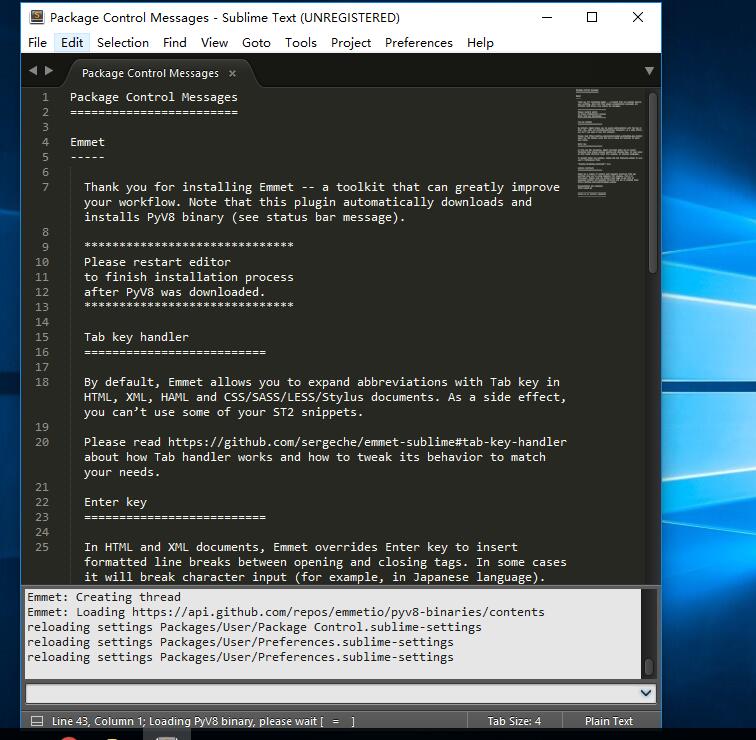 Package Control Messages - Sublime Text (UNREGISTERED)
File Edit Selection Find View Goto Tools Project Preferences Help
Package Control Messages ×
1 Package Control Messages
2 ========================
3
4 Emmet
5 -----
6
7 Thank you for installing Emmet -- a toolkit that can greatly improve
your workflow. Note that this plugin automatically downloads and
installs PyV8 binary (see status bar message).
8
9 ******************************
10 Please restart editor
11 to finish installation process
12 after PyV8 was downloaded.
13 ******************************
14
15 Tab key handler
16 ==========================
17
18 By default, Emmet allows you to expand abbreviations with Tab key in
HTML, XML, HAML and CSS/SASS/LESS/Stylus documents. As a side effect,
you can’t use some of your ST2 snippets.
19
20 Please read https://github.com/sergeche/emmet-sublime#tab-key-handler
about how Tab handler works and how to tweak its behavior to match
your needs.
21
22 Enter key
23 ==========================
24
25 In HTML and XML documents, Emmet overrides Enter key to insert
formatted line breaks between opening and closing tags. In some cases
it will break character input (for example, in Japanese language).
Emmet: Creating thread
Emmet: Loading https://api.github.com/repos/emmetio/pyv8-binaries/contents
reloading settings Packages/User/Package Control.sublime-settings
reloading settings Packages/User/Preferences.sublime-settings
reloading settings Packages/User/Preferences.sublime-settings
Line 43, Column 1; Loading PyV8 binary, please wait [ = ] Tab Size: 4 Plain Text